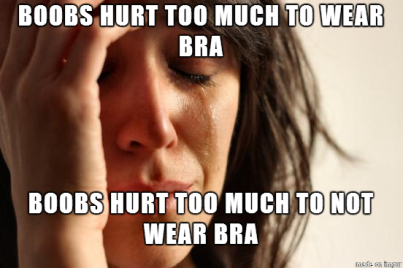 BOOBS HURT TOO MUCH TO WEAR
BRA
BOOBS HURT TOO MUCH TO NOT
WEAR BRA
made on imgur